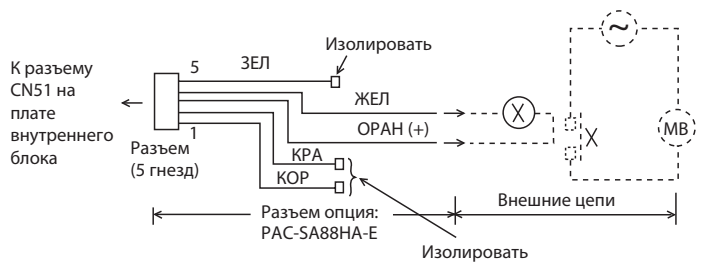 Изолировать
К разъему
CN51 на
плате
внутреннего
блока
5
ЗЕЛ
ЖЕЛ
X
~
ОРАН (+)
X
МВ
1
Разъем
(5 гнезд)
КРА
КОР
Разъем опция:
PAC-SA88HA-E
Внешние цепи
Изолировать